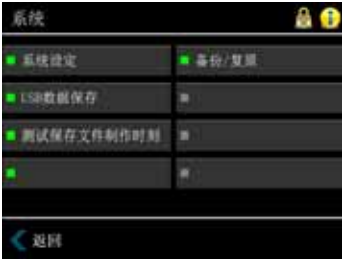 系统
系统设定
备份/复原
USB数据保存
测试保存文件制作时刻
返回